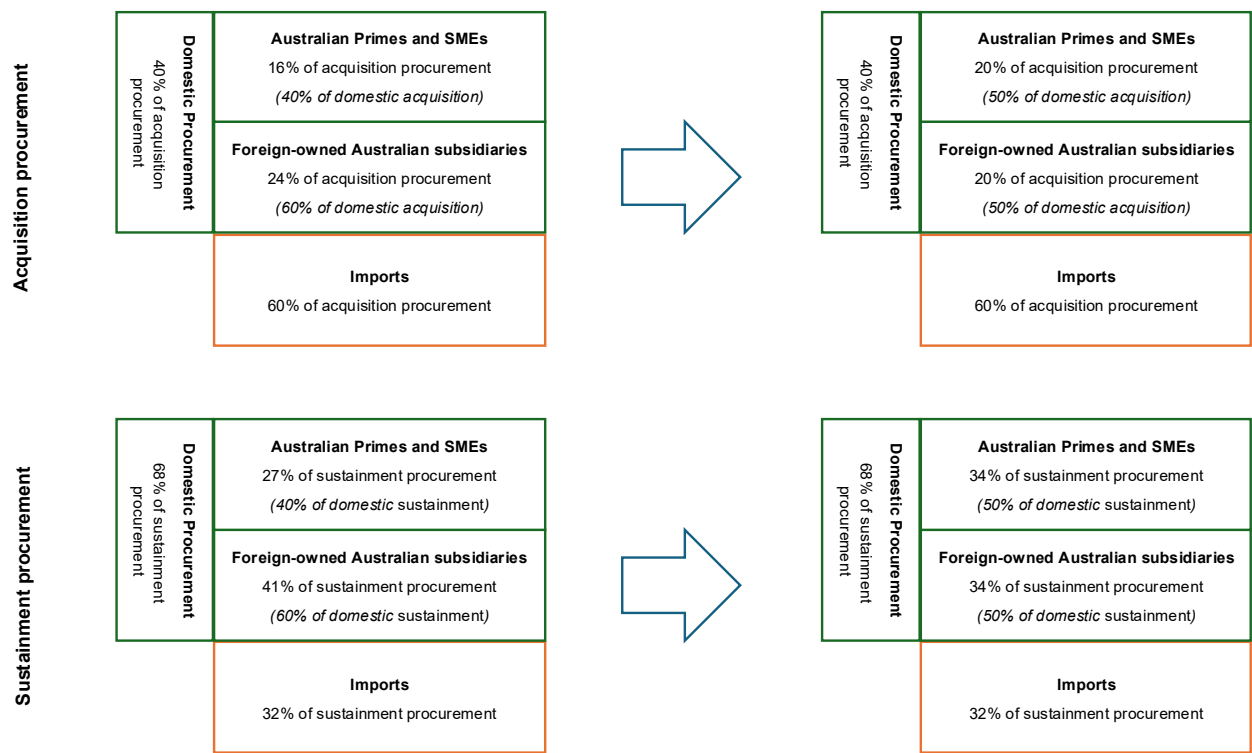 Acquisition procurement
Domestic Procurement
40% of acquisition
procurement
Australian Primes and SMEs
16% of acquisition procurement
(40% of domestic acquisition)
Foreign-owned Australian subsidiaries
24% of acquisition procurement
(60% of domestic acquisition)
Imports
60% of acquisition procurement
Domestic Procurement
40% of acquisition
procurement
Australian Primes and SMEs
20% of acquisition procurement
(50% of domestic acquisition)
Foreign-owned Australian subsidiaries
20% of acquisition procurement
(50% of domestic acquisition)
Imports
60% of acquisition procurement
Sustainment procurement
Domestic Procurement
68% of sustainment
procurement
Australian Primes and SMEs
27% of sustainment procurement
(40% of domestic sustainment)
Foreign-owned Australian subsidiaries
41% of sustainment procurement
(60% of domestic sustainment)
Imports
32% of sustainment procurement
Domestic Procurement
68% of sustainment
procurement
Australian Primes and SMEs
34% of sustainment procurement
(50% of domestic sustainment)
Foreign-owned Australian subsidiaries
34% of sustainment procurement
(50% of domestic sustainment)
Imports
32% of sustainment procurement